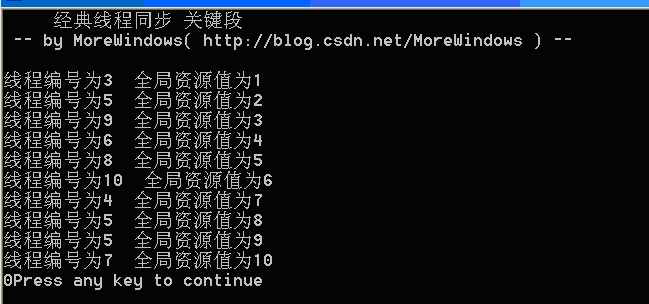 经典线程同步 关键段
-- by MoreWindows( http://blog.csdn.net/MoreWindows ) --
线程编号为3  全局资源值为1
线程编号为5  全局资源值为2
线程编号为9  全局资源值为3
线程编号为6  全局资源值为4
线程编号为8  全局资源值为5
线程编号为10  全局资源值为6
线程编号为4  全局资源值为7
线程编号为5  全局资源值为8
线程编号为5  全局资源值为9
线程编号为7  全局资源值为10
0Press any key to continue